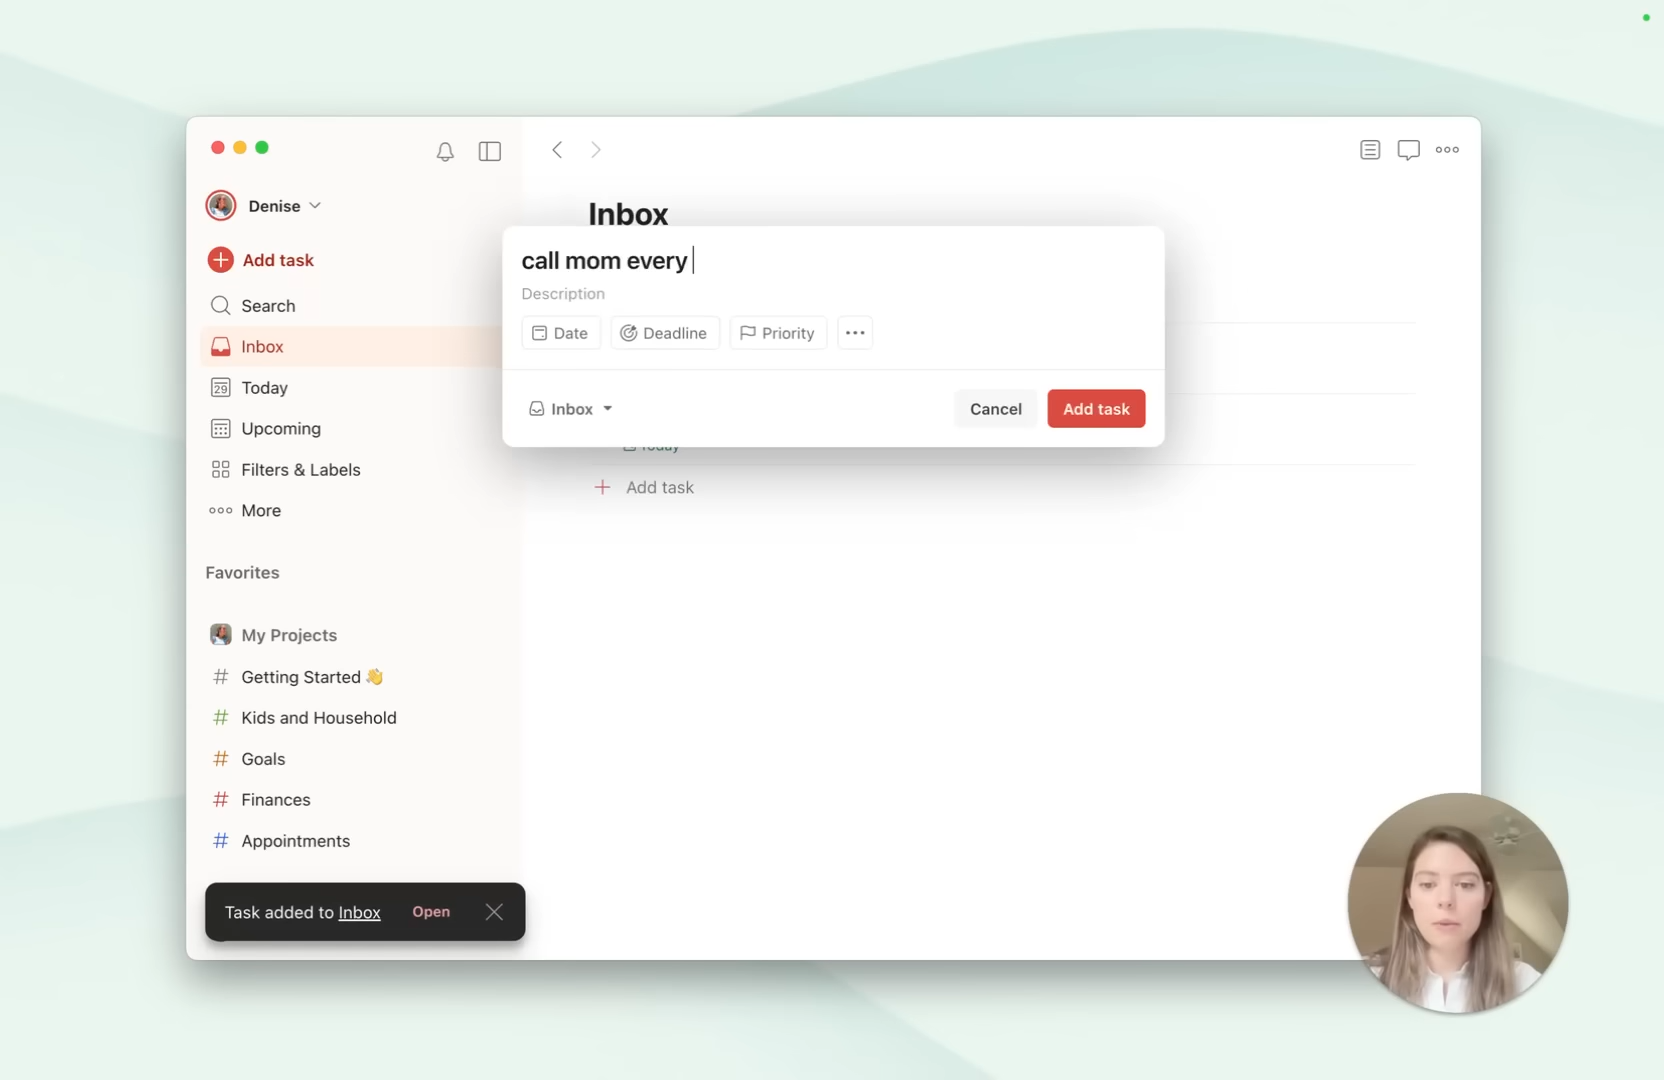 Denise
Add task
Search
Inbox
29 Today
Upcoming
Filters & Labels
More
Favorites
My Projects
# Getting Started 👋
# Kids and Household
# Goals
# Finances
# Appointments
Task added to Inbox Open
Inbox
call mom every
Description
Date Deadline Priority
Inbox Cancel Add task
Today
Add task